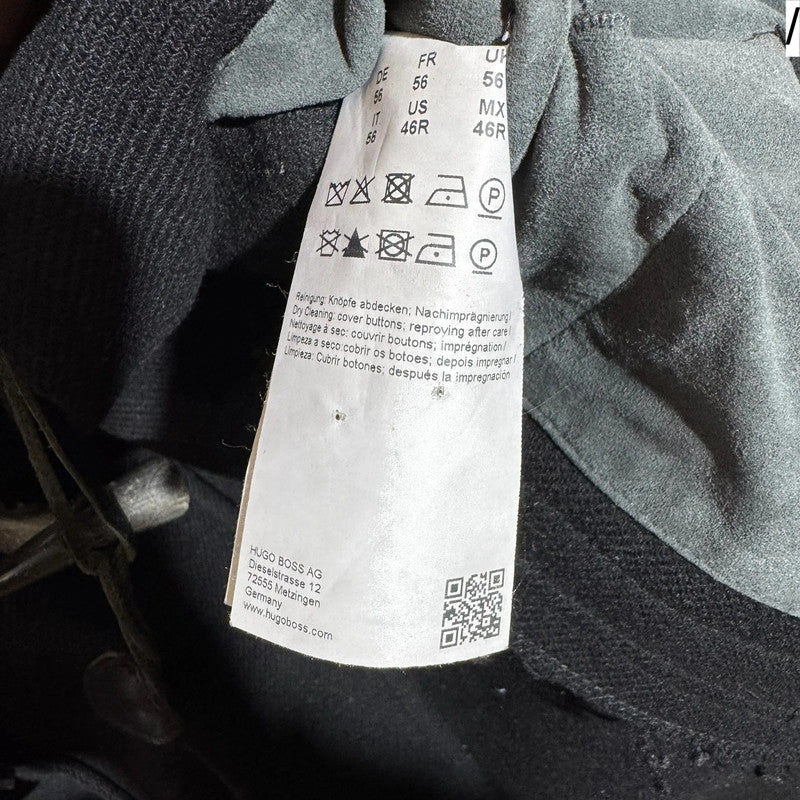 DE FR UK
56 56 56
IT US MX
56 46R 46R
P
P
Reinigung: Knöpfe abdecken; Nachimprägnierung /
Dry Cleaning: cover buttons; reproving after care /
Nettoyage à sec: couvrir boutons; imprégnation /
Limpeza a seco: cobrir os botoes; depois impregnar /
Limpieza: Cubrir botones; después la impregnación
HUGO BOSS AG
Dieselstrasse 12
72555 Metzingen
Germany
www.hugoboss.com